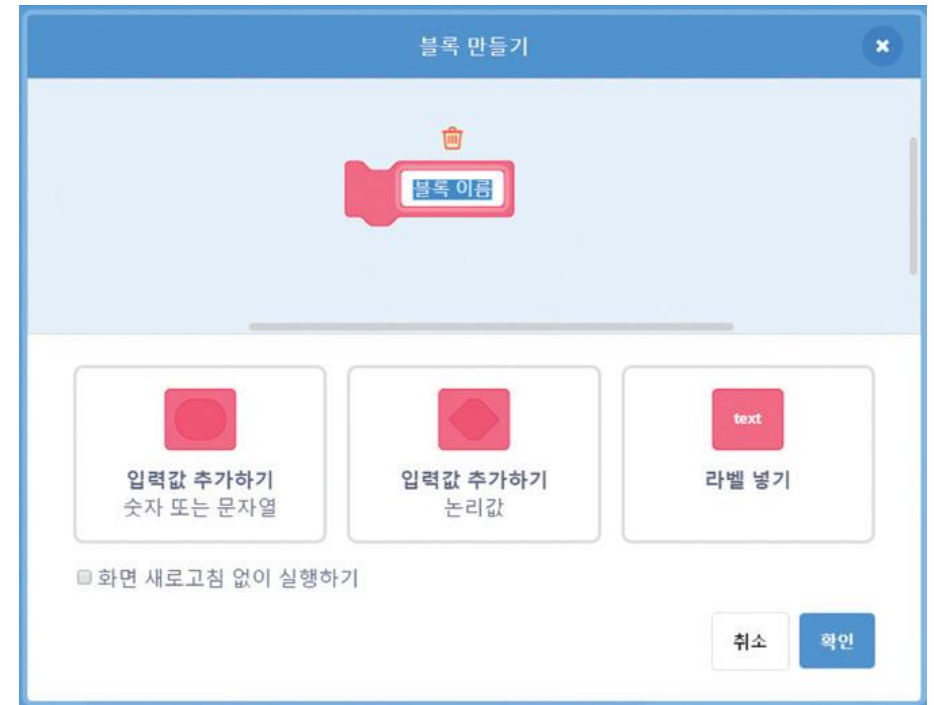 블록 만들기
블록 이름
text
입력값 추가하기
숫자 또는 문자열
입력값 추가하기
논리값
라벨 넣기
화면 새로고침 없이 실행하기
취소
확인